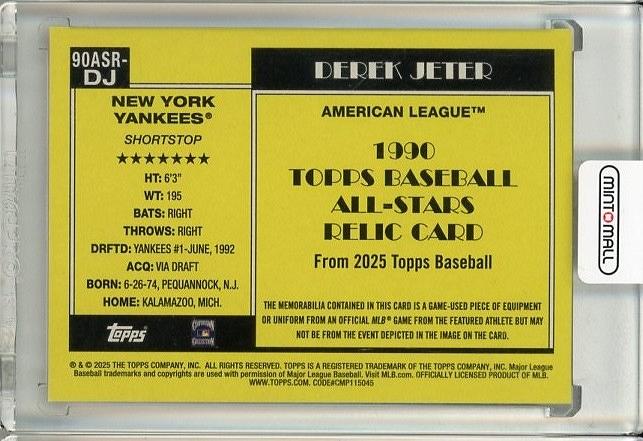 90ASR-
DJ
NEW YORK
YANKEES®
SHORTSTOP
★★★★★★★
HT: 6'3"
WT: 195
BATS: RIGHT
THROWS: RIGHT
DRFTD: YANKEES #1-JUNE, 1992
ACQ: VIA DRAFT
BORN: 6-26-74, PEQUANNOCK, N.J.
HOME: KALAMAZOO, MICH.
Topps
DEREK JETER
AMERICAN LEAGUE™
1990
TOPPS BASEBALL
ALL-STARS
RELIC CARD
From 2025 Topps Baseball
THE MEMORABILIA CONTAINED IN THIS CARD IS A GAME-USED PIECE OF EQUIPMENT
OR UNIFORM FROM AN OFFICIAL MLB® GAME FROM THE FEATURED ATHLETE BUT MAY
NOT BE FROM THE EVENT DEPICTED IN THE IMAGE ON THE CARD.
® & © 2025 THE TOPPS COMPANY, INC. ALL RIGHTS RESERVED. TOPPS IS A REGISTERED TRADEMARK OF THE TOPPS COMPANY, INC. Major League
Baseball trademarks and copyrights are used with permission of Major League Baseball. Visit MLB.com. OFFICIALLY LICENSED PRODUCT OF MLB.
WWW.TOPPS.COM. CODE#CMP115045
MINT MALL